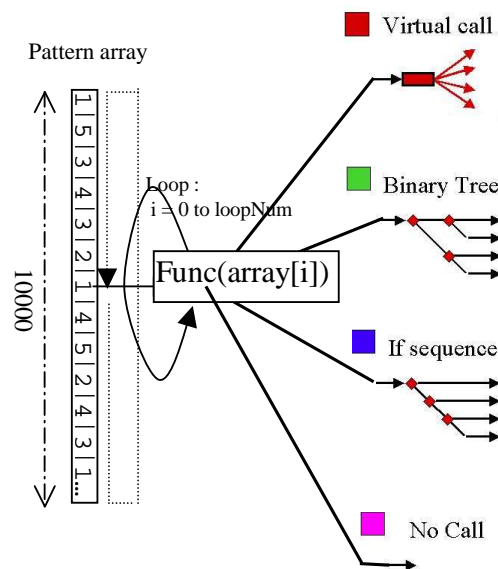 Virtual call
Pattern array
1 5 3 4 3 2 1 4 5 2 4 3 1...
Loop :
i = 0 to loopNum
Binary Tree
Func(array[i])
10000
If sequence
No Call